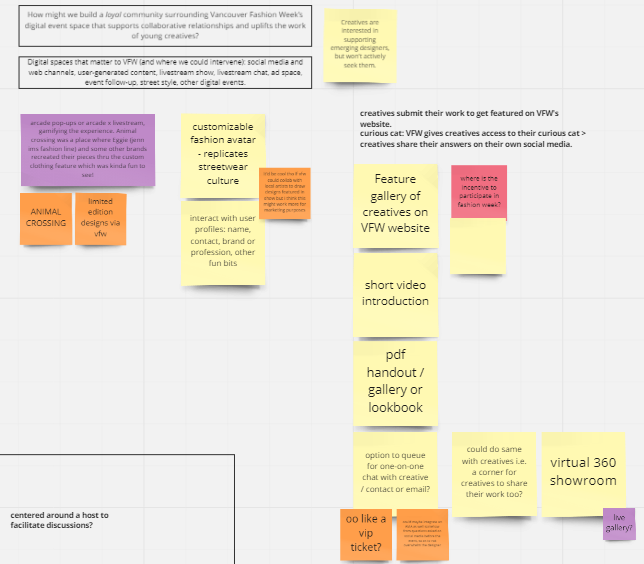 How might we build a loyal community surrounding Vancouver Fashion Week's
digital event space that supports collaborative relationships and uplifts the work
of young creatives?
Digital spaces that matter to VFW (and where we could intervene): social media and
web channels, user-generated content, livestream show, livestream chat, ad space,
event follow-up, street style, other digital events.
Creatives are
interested in
supporting
emerging designers,
but won't actively
seek them.
arcade pop-ups or arcade x livestream,
gamifying the experience. Animal
crossing was a place where Eggie (jenn
imx fashion line) and some other brands
recreated their pieces thru the custom
clothing feature which was kinda fun to
see!
ANIMAL
CROSSING
limited
edition
designs via
vfw
customizable
fashion avatar
- replicates
streetwear
culture
interact with user
profiles: name,
contact, brand or
profession, other
fun bits
creatives submit their work to get featured on VFW's
website.
curious cat: VFW gives creatives access to their curious cat >
creatives share their answers on their own social media.
Feature
gallery of
creatives on
VFW website
where is the
incentive to
participate in
fashion week?
short video
introduction
pdf
handout /
gallery or
lookbook
option to queue
for one-on-one
chat with creative
/ contact or email?
could do same
with creatives i.e.
a corner for
creatives to share
their work too?
virtual 360
showroom
oo like a
vip
ticket?
live
gallery?
centered around a host to
facilitate discussions?